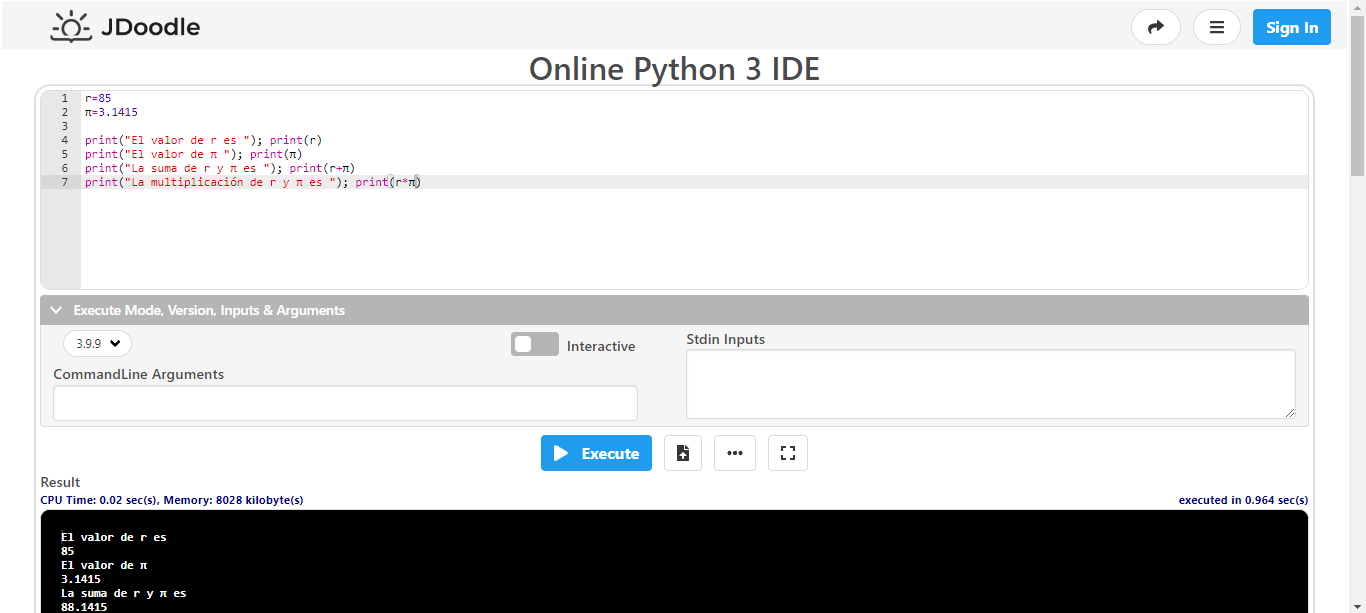 JDoodle
Sign In
Online Python 3 IDE
1 r=85
2 π=3.1415
3
4 print("El valor de r es "); print(r)
5 print("El valor de π "); print(π)
6 print("La suma de r y π es "); print(r+π)
7 print("La multiplicación de r y π es "); print(r*π)
Execute Mode, Version, Inputs & Arguments
3.9.9
Interactive
Stdin Inputs
CommandLine Arguments
Execute
Result
CPU Time: 0.02 sec(s), Memory: 8028 kilobyte(s)
executed in 0.964 sec(s)
El valor de r es
85
El valor de π
3.1415
La suma de r y π es
88.1415